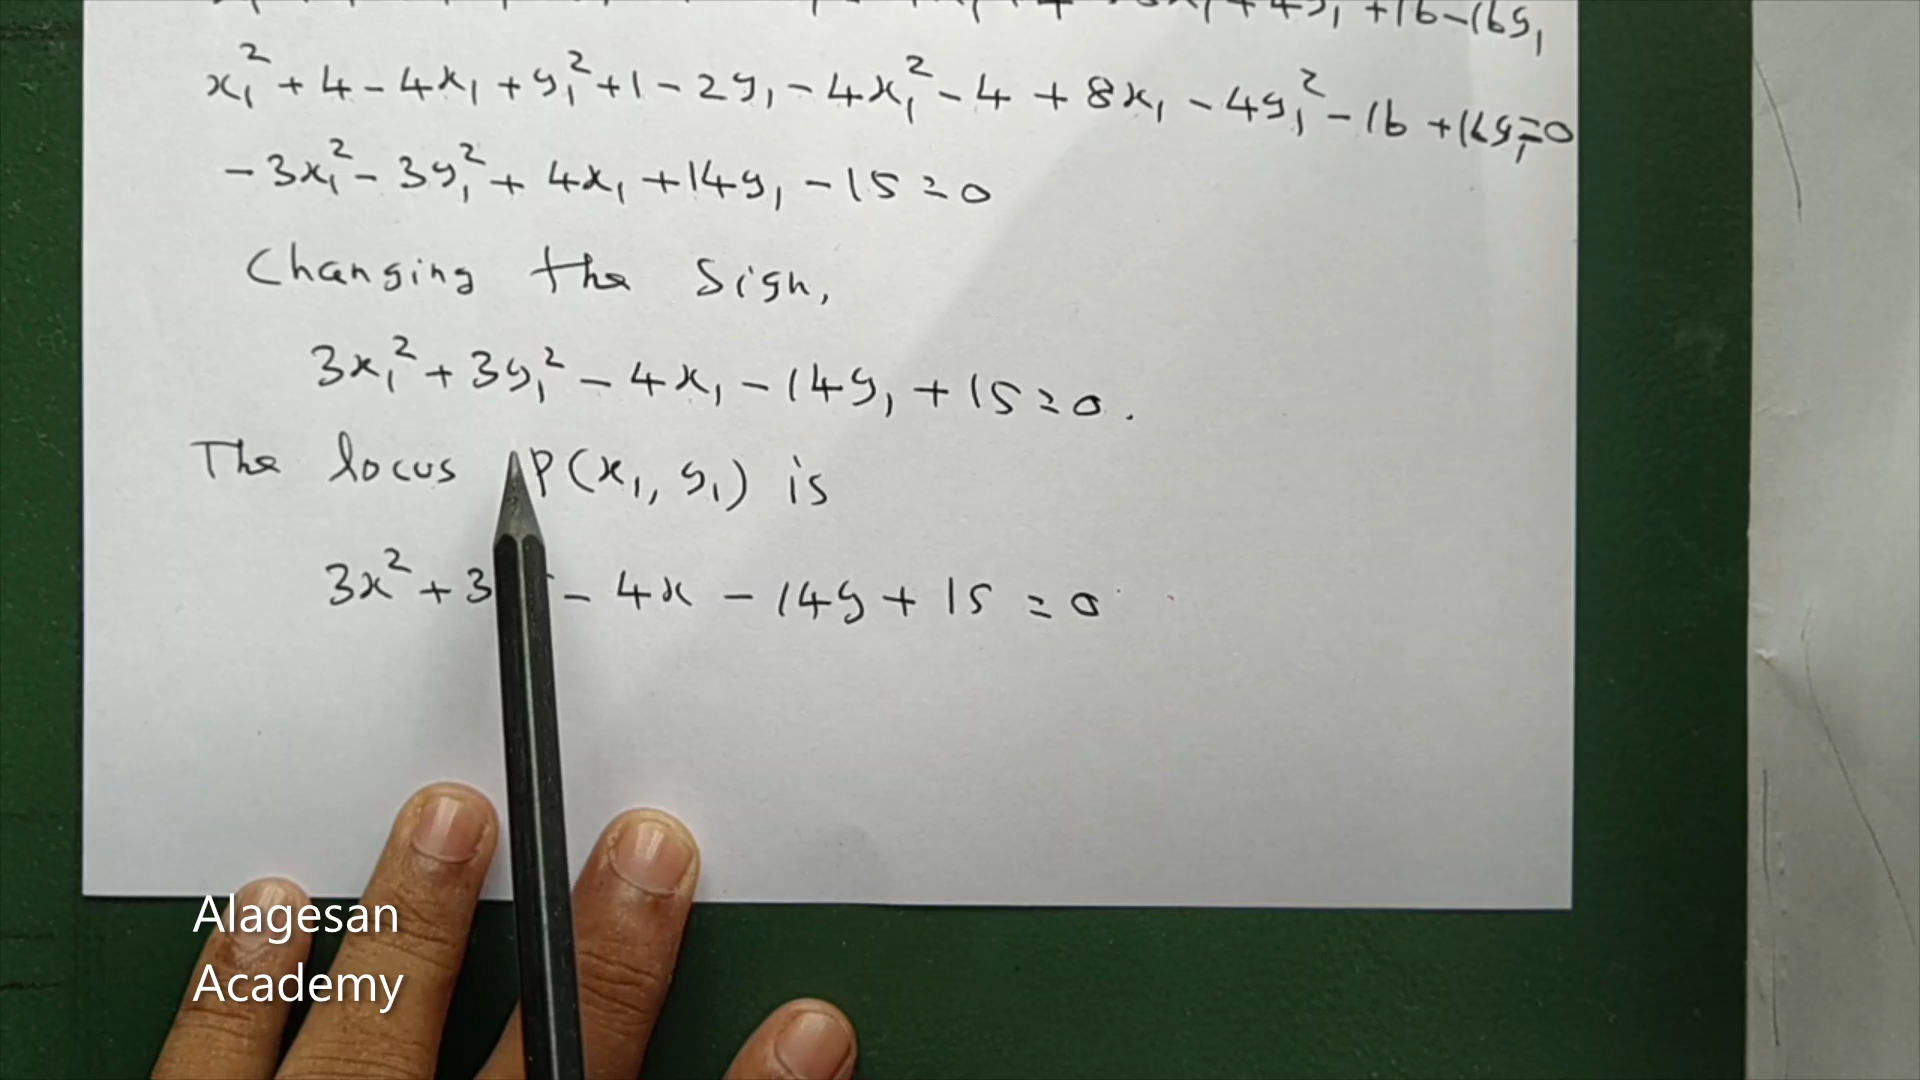 +16-16y₁
x₁² + 4 - 4x₁ + y₁² + 1 - 2y₁ - 4x₁² - 4 + 8x₁ - 4y₁² - 16 + 16y₁ = 0
- 3x₁² - 3y₁² + 4x₁ + 14y₁ - 15 = 0
Changing the sign,
3x₁² + 3y₁² - 4x₁ - 14y₁ + 15 = 0.
The locus P(x₁, y₁) is
3x² + 3 - 4x - 14y + 15 = 0
Alagesan
Academy